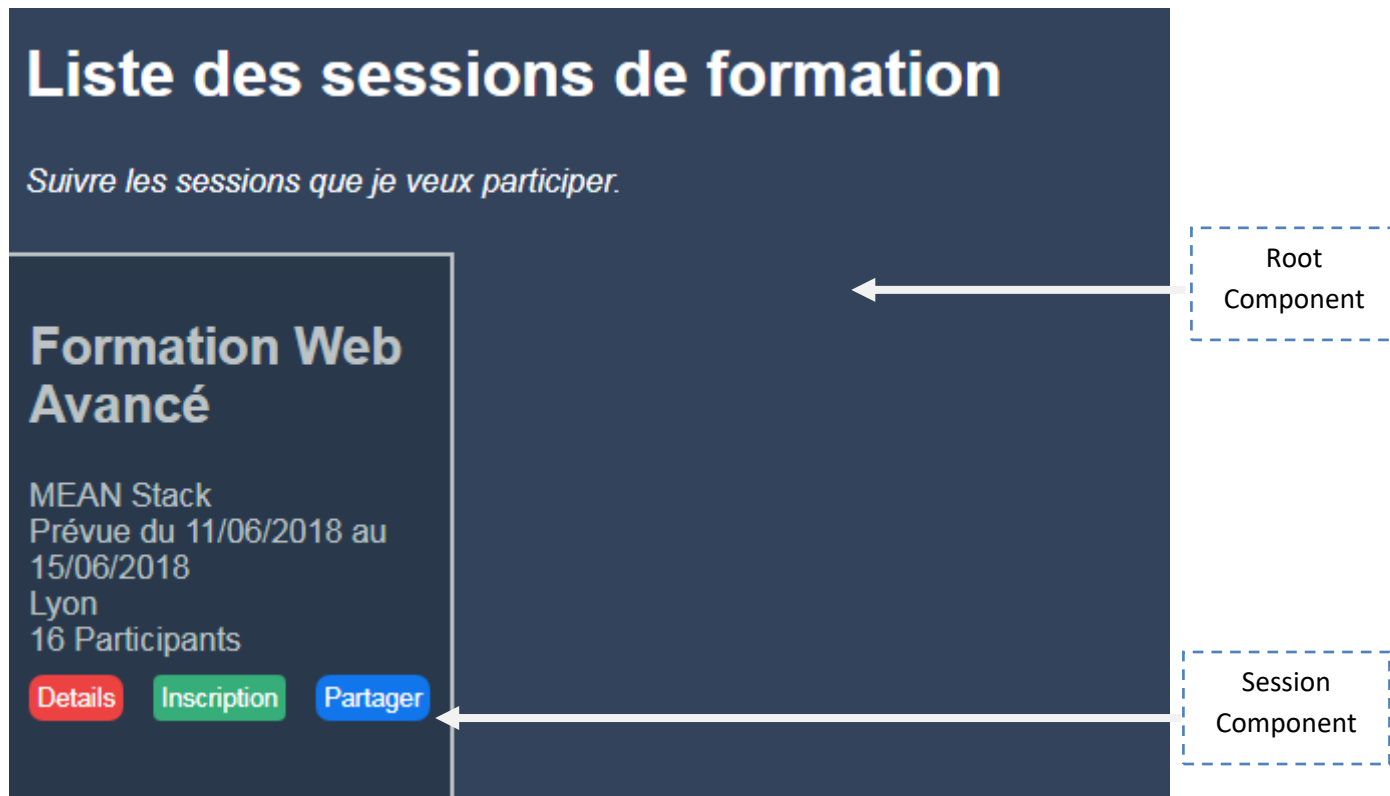 Liste des sessions de formation
Suivre les sessions que je veux participer.
Root
Component
Formation Web
Avancé
MEAN Stack
Prévue du 11/06/2018 au
15/06/2018
Lyon
16 Participants
Details Inscription Partager
Session
Component